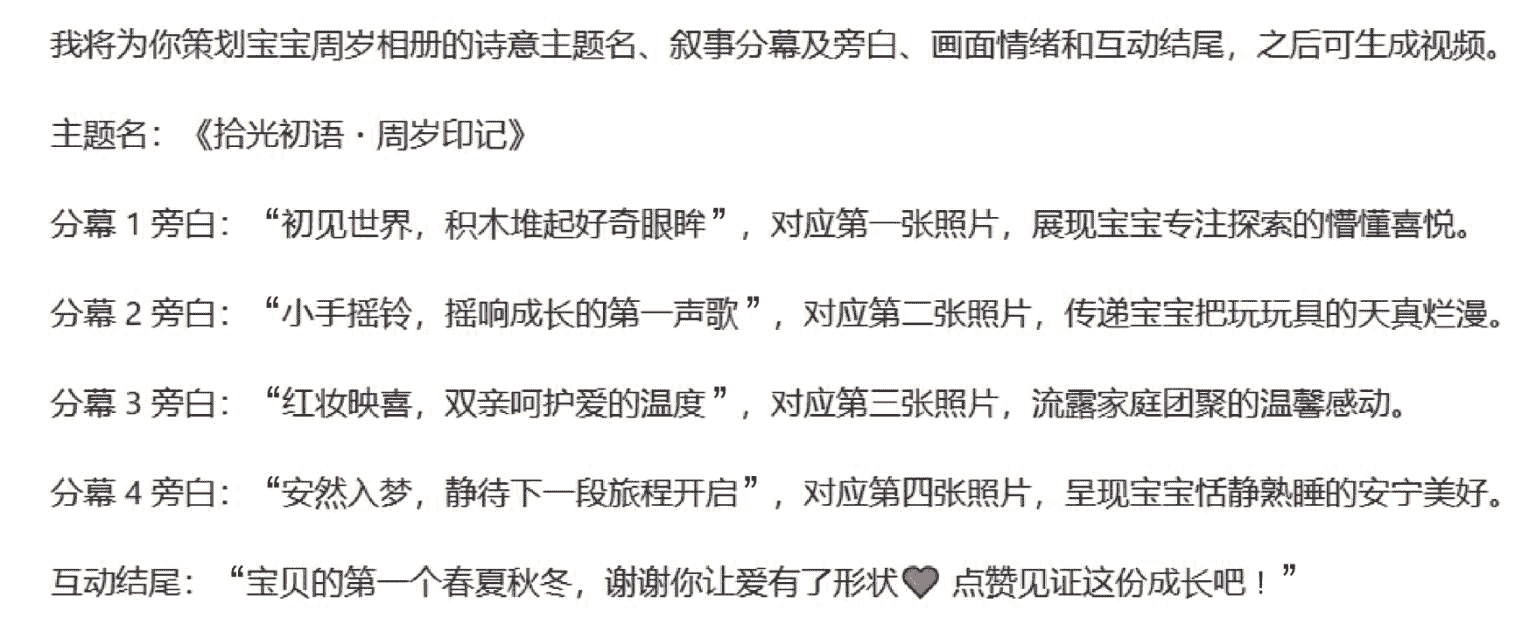 我将为你策划宝宝周岁相册的诗意主题名、叙事分幕及旁白、画面情绪和互动结尾，之后可生成视频。
主题名：《拾光初语·周岁印记》
分幕 1 旁白：“初见世界，积木堆起好奇眼眸”，对应第一张照片，展现宝宝专注探索的懵懂喜悦。
分幕 2 旁白：“小手摇铃，摇响成长的第一声歌”，对应第二张照片，传递宝宝把玩玩具的天真烂漫。
分幕 3 旁白：“红妆映喜，双亲呵护爱的温度”，对应第三张照片，流露家庭团聚的温馨感动。
分幕 4 旁白：“安然入梦，静待下一段旅程开启”，对应第四张照片，呈现宝宝恬静熟睡的安宁美好。
互动结尾：“宝贝的第一个春夏秋冬，谢谢你让爱有了形状❤ 点赞见证这份成长吧！”